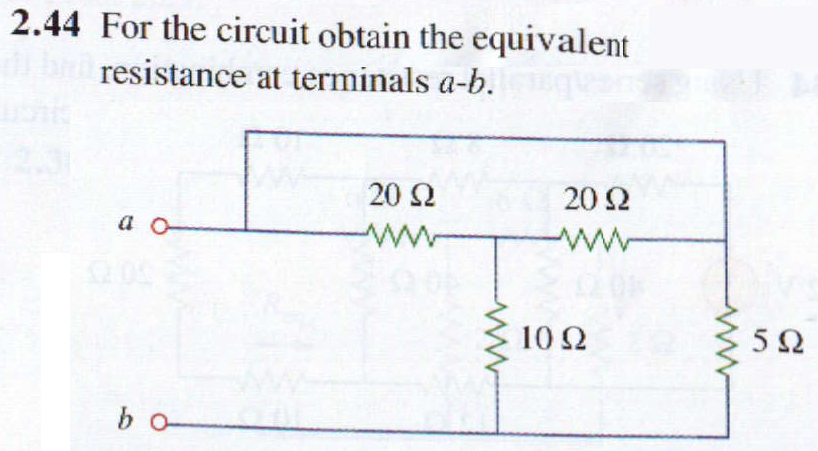 2.44 For the circuit obtain the equivalent
resistance at terminals a-b.
20 Ω 20 Ω
a
10 Ω 5 Ω
b